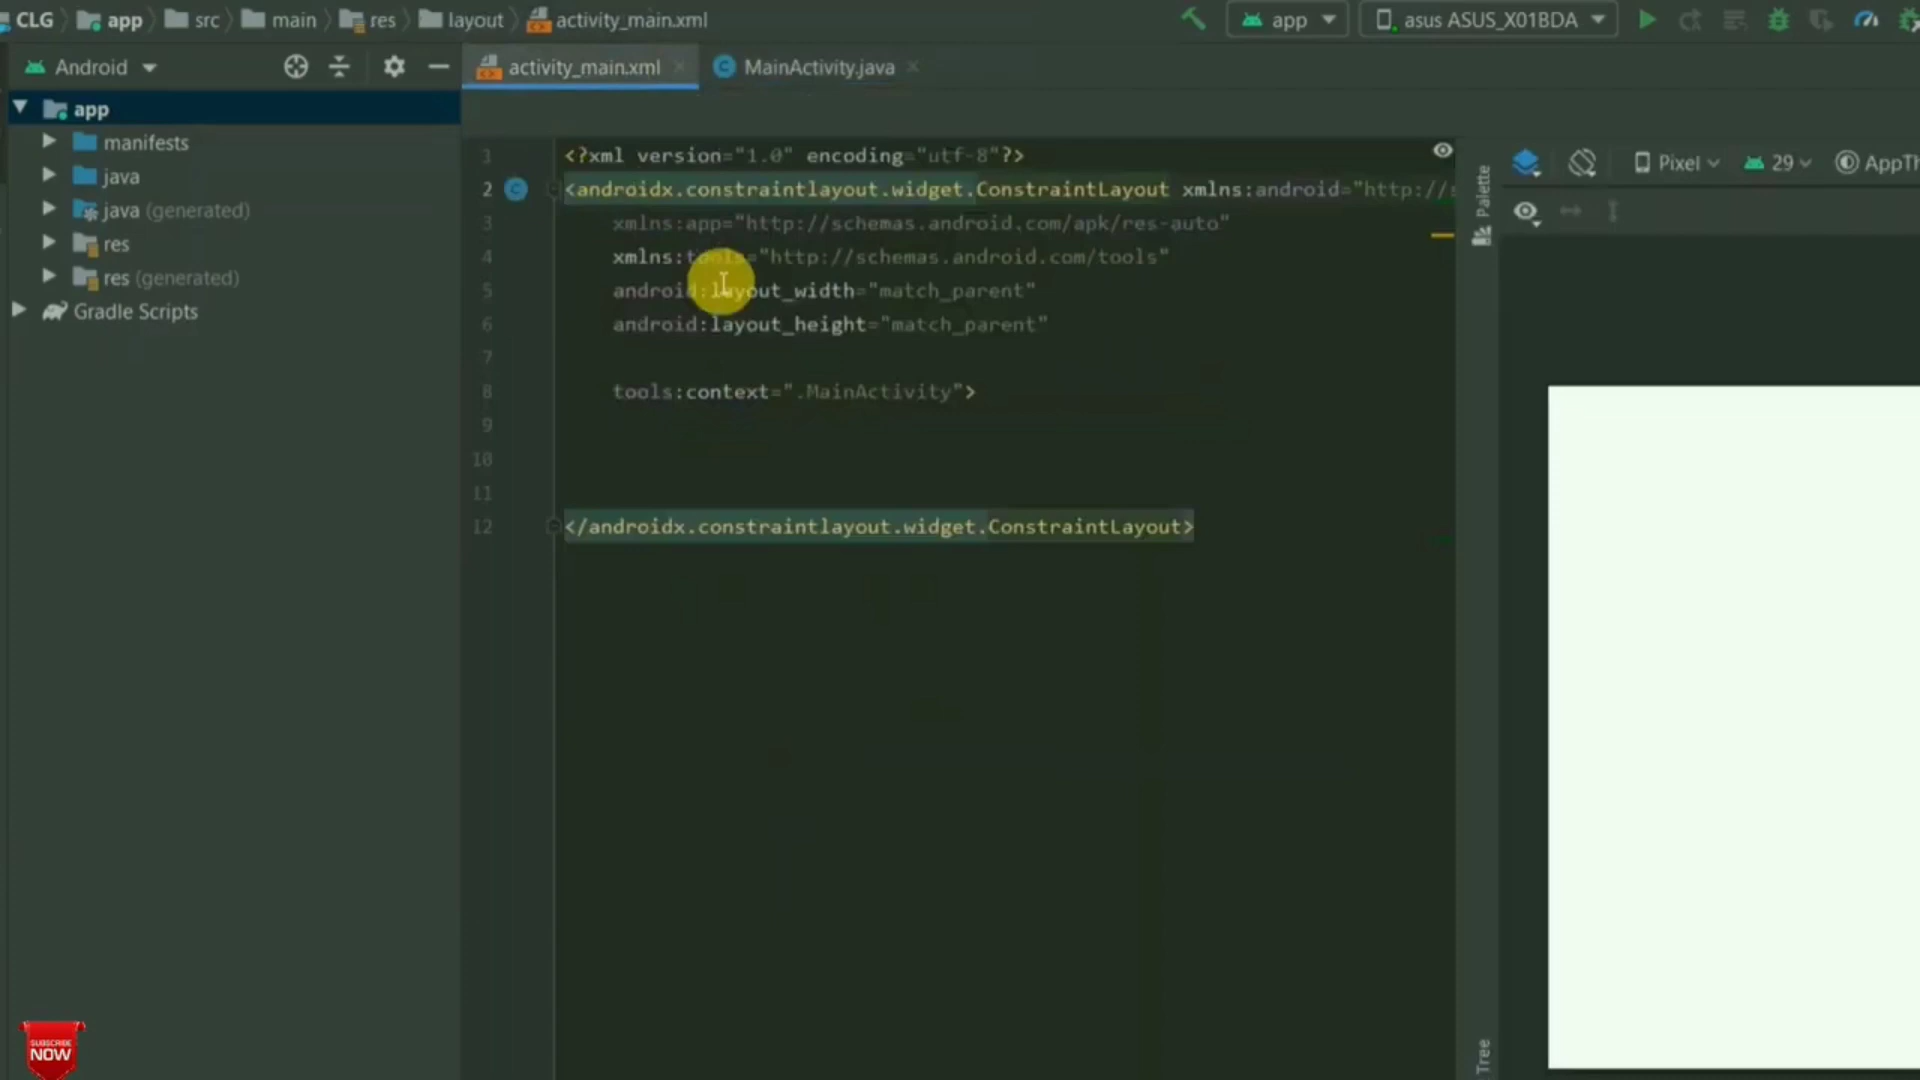 CLG app src main res layout activity_main.xml app asus ASUS_X01BDA
Android activity_main.xml MainActivity.java
app
manifests
java
java (generated)
res
res (generated)
Gradle Scripts
1 <?xml version="1.0" encoding="utf-8"?>
2 <androidx.constraintlayout.widget.ConstraintLayout xmlns:android="http://s
3 xmlns:app="http://schemas.android.com/apk/res-auto"
4 xmlns:tools="http://schemas.android.com/tools"
5 android:layout_width="match_parent"
6 android:layout_height="match_parent"
7
8 tools:context=".MainActivity">
9
10
11
12 </androidx.constraintlayout.widget.ConstraintLayout>
Palette
Pixel 29 AppTh
Tree
SUBSCRIBE
NOW